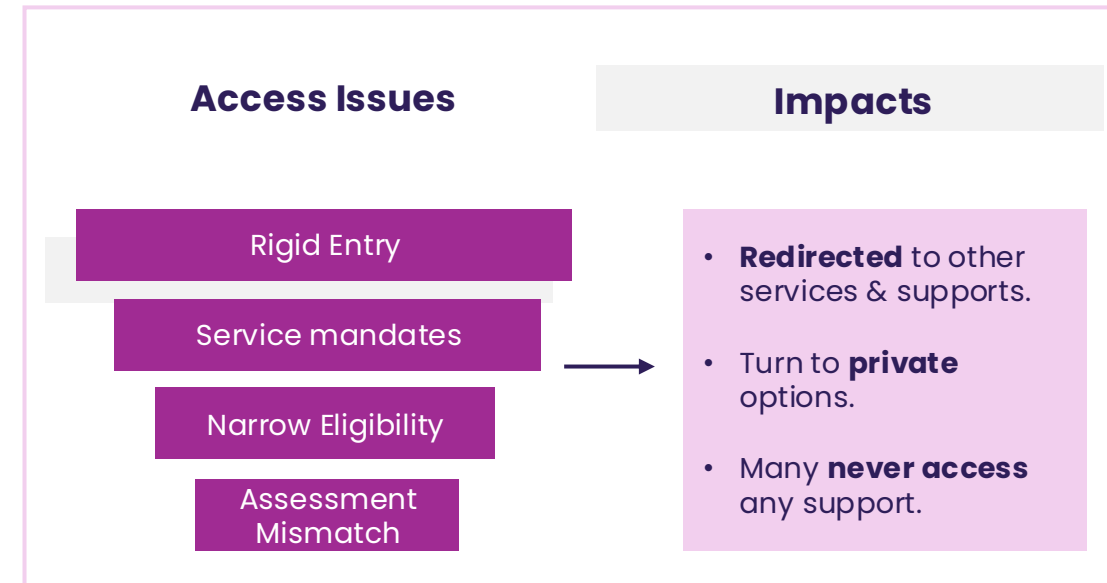 Access Issues
Impacts
Rigid Entry
Service mandates
Narrow Eligibility
Assessment
Mismatch
• Redirected to other
services & supports.
• Turn to private
options.
• Many never access
any support.